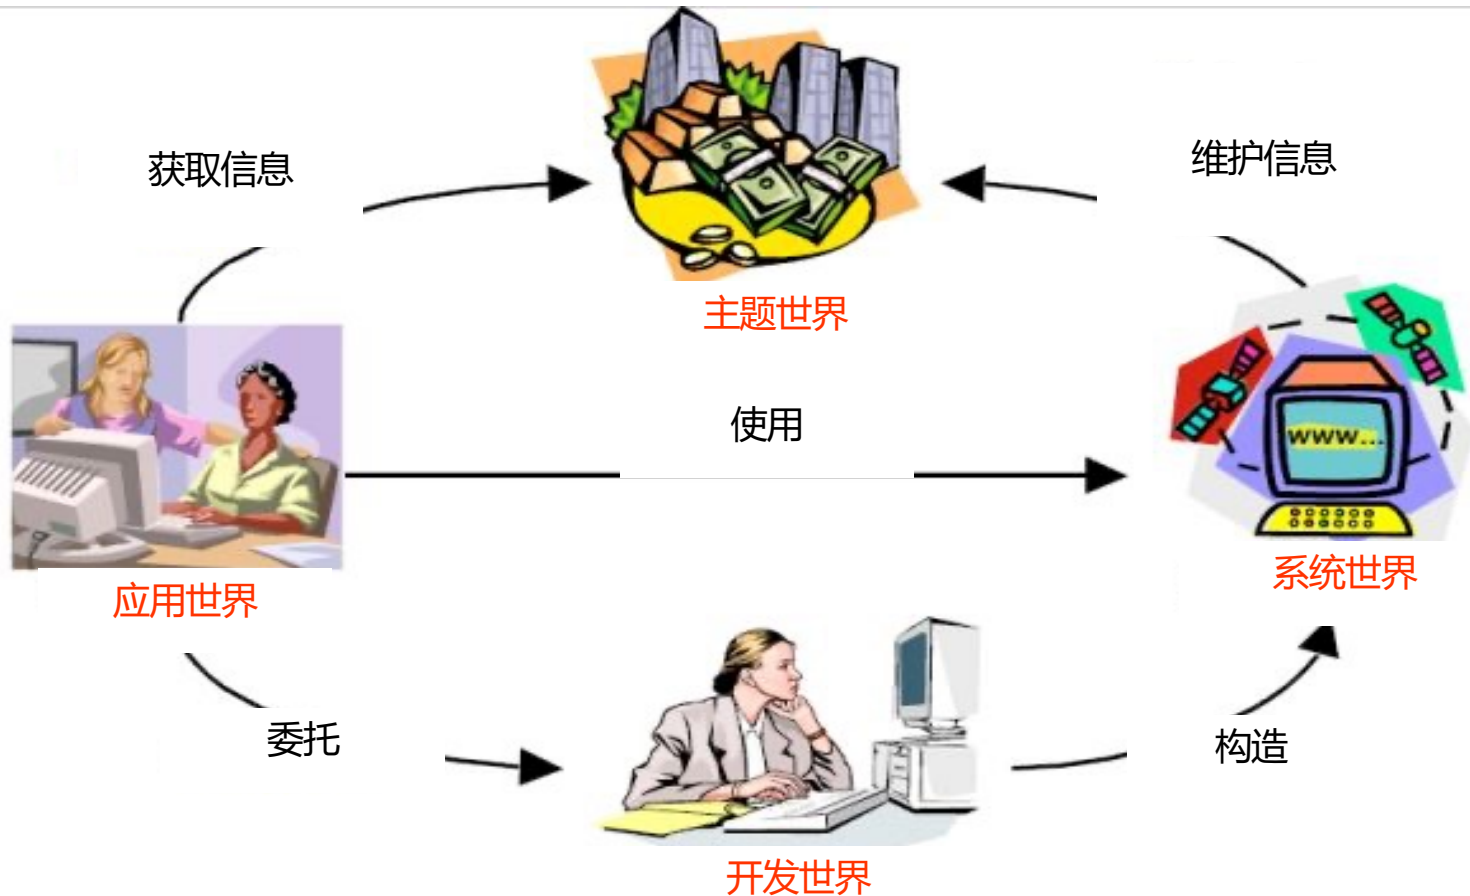 获取信息
维护信息
主题世界
使用
www...
应用世界
系统世界
委托
构造
开发世界